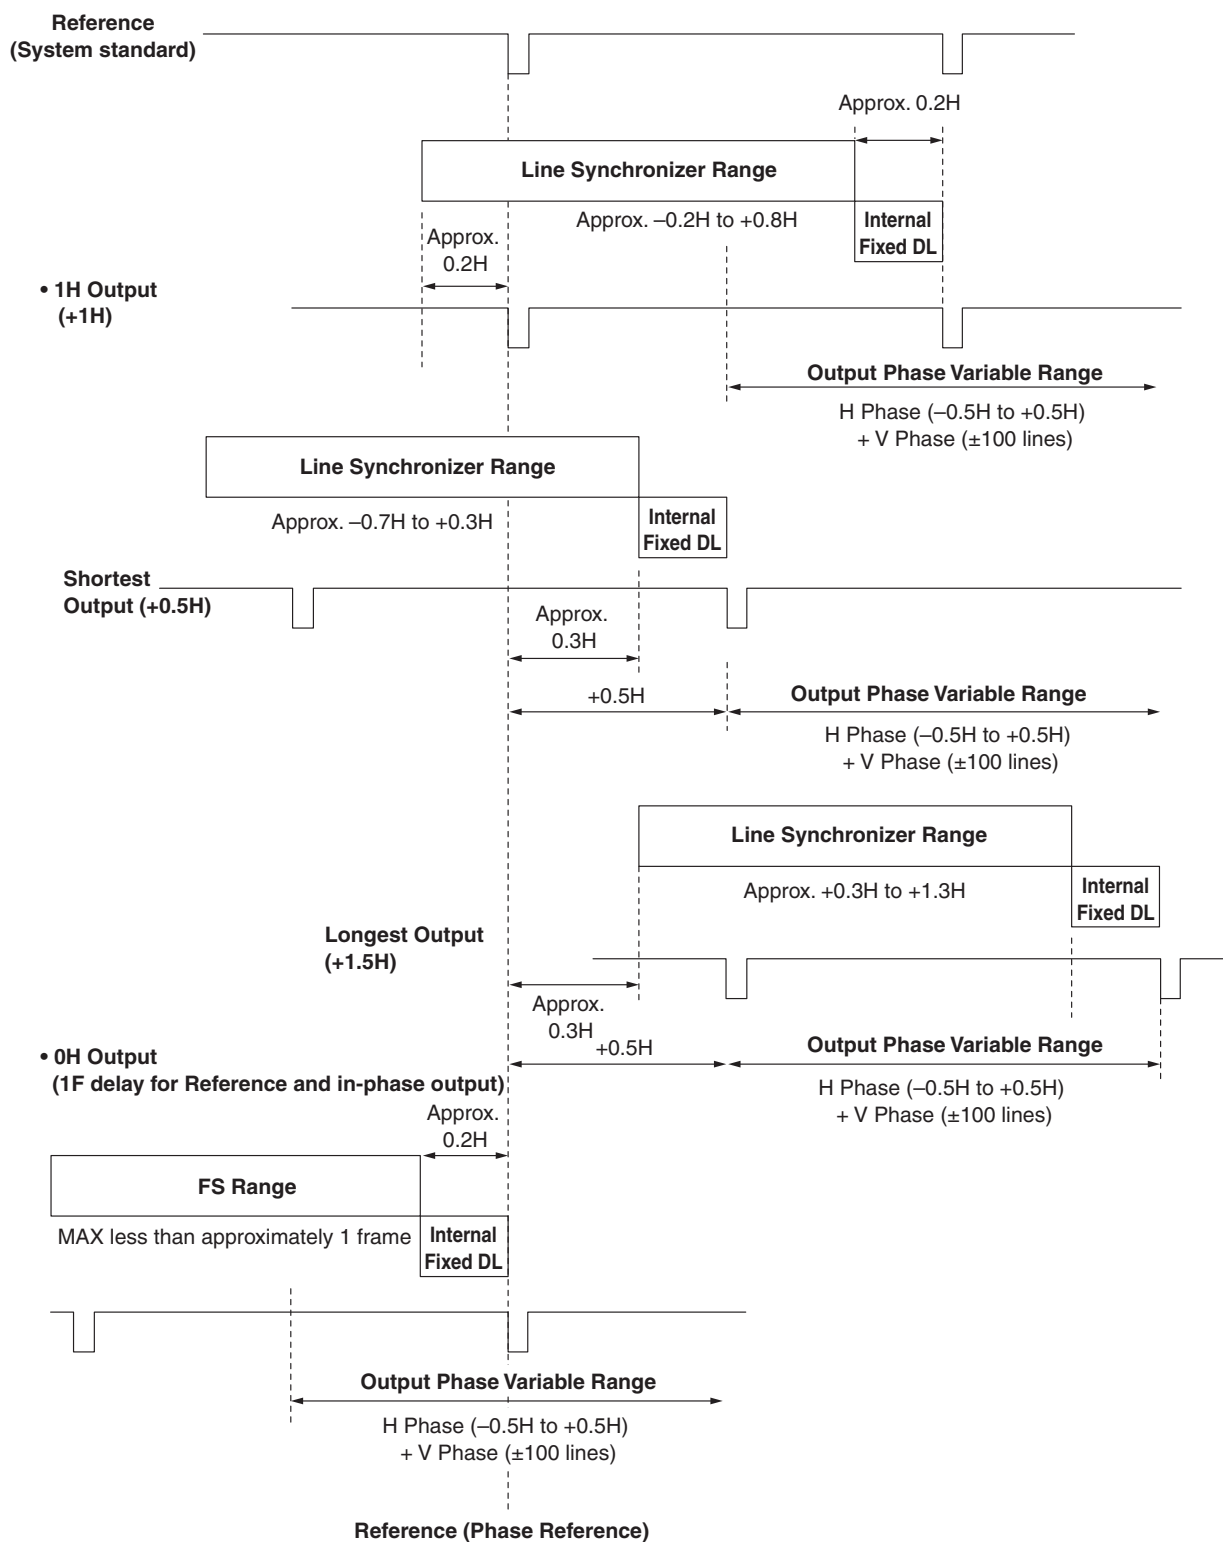 Reference
(System standard)
Approx. 0.2H
Line Synchronizer Range
Approx. –0.2H to +0.8H
Internal
Fixed DL
Approx.
0.2H
• 1H Output
(+1H)
Output Phase Variable Range
H Phase (–0.5H to +0.5H)
+ V Phase (±100 lines)
Line Synchronizer Range
Approx. –0.7H to +0.3H
Internal
Fixed DL
Shortest
Output (+0.5H)
Approx.
0.3H
+0.5H
Output Phase Variable Range
H Phase (–0.5H to +0.5H)
+ V Phase (±100 lines)
Line Synchronizer Range
Approx. +0.3H to +1.3H
Internal
Fixed DL
Longest Output
(+1.5H)
Approx.
0.3H
+0.5H
Output Phase Variable Range
H Phase (–0.5H to +0.5H)
+ V Phase (±100 lines)
• 0H Output
(1F delay for Reference and in-phase output)
Approx.
0.2H
FS Range
MAX less than approximately 1 frame
Internal
Fixed DL
Output Phase Variable Range
H Phase (–0.5H to +0.5H)
+ V Phase (±100 lines)
Reference (Phase Reference)